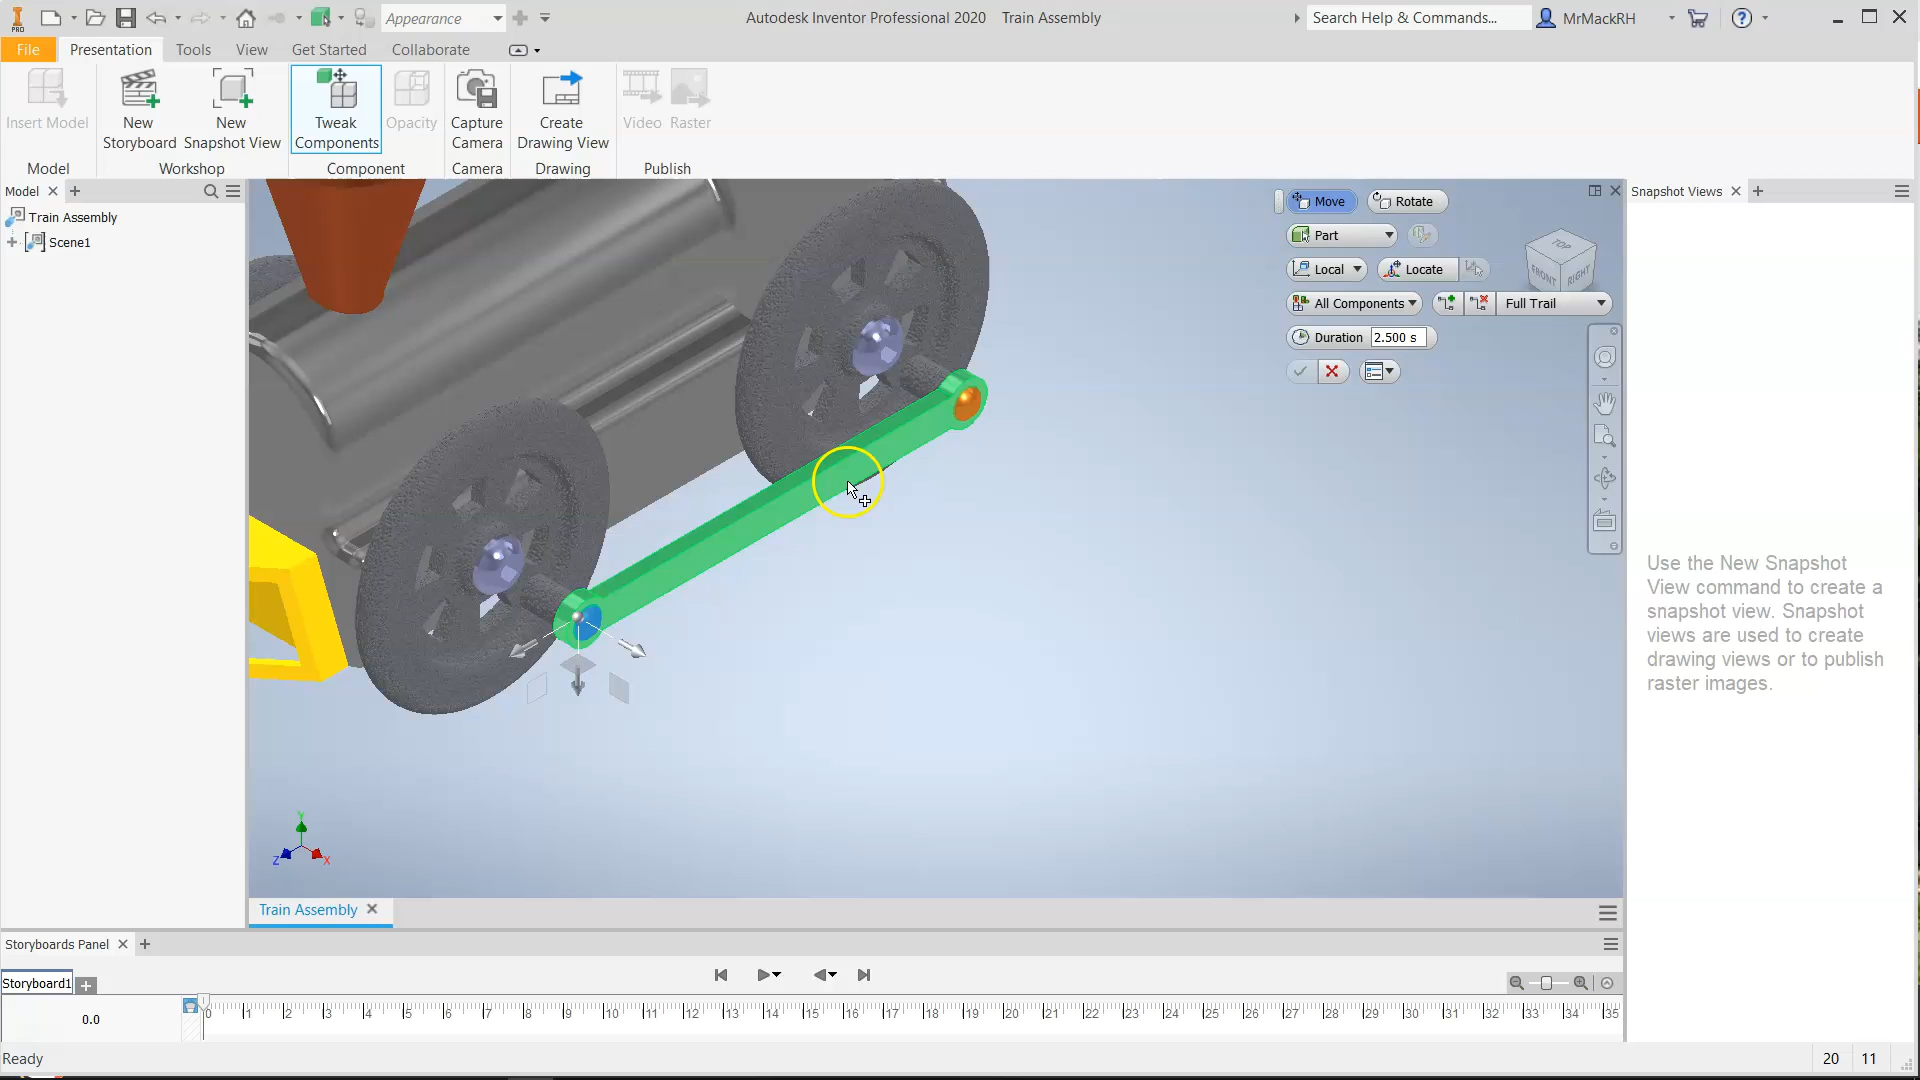 PRO
Appearance
Autodesk Inventor Professional 2020 Train Assembly
Search Help & Commands...
MrMackRH
File
Presentation
Tools
View
Get Started
Collaborate
Insert Model
New
Storyboard
New
Snapshot View
Tweak
Components
Opacity
Capture
Camera
Create
Drawing View
Video
Raster
Model
Workshop
Component
Camera
Drawing
Publish
Model
Train Assembly
Scene1
Move
Rotate
Part
Local
Locate
All Components
Full Trail
Duration
2.500 s
TOP
FRONT
RIGHT
Snapshot Views
Use the New Snapshot
View command to create a
snapshot view. Snapshot
views are used to create
drawing views or to publish
raster images.
Y
Z
X
Train Assembly
Storyboards Panel
Storyboard1
0.0
0 1 2 3 4 5 6 7 8 9 10 11 12 13 14 15 16 17 18 19 20 21 22 23 24 25 26 27 28 29 30 31 32 33 34 35
Ready
20 11